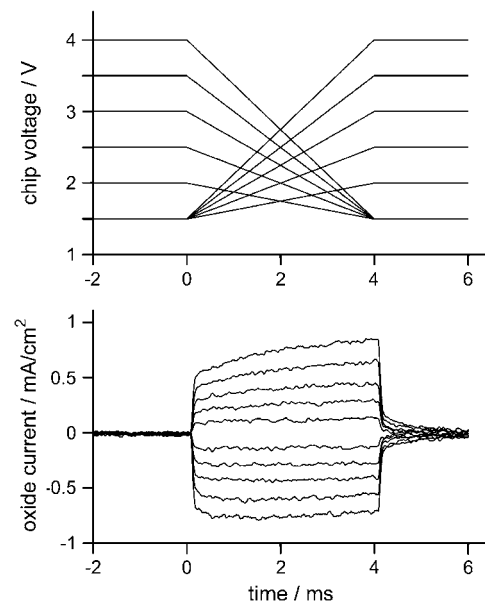 chip voltage / V
4
3
2
1
-2 0 2 4 6
oxide current / mA/cm²
1
0.5
0
-0.5
-1
-2 0 2 4 6
time / ms